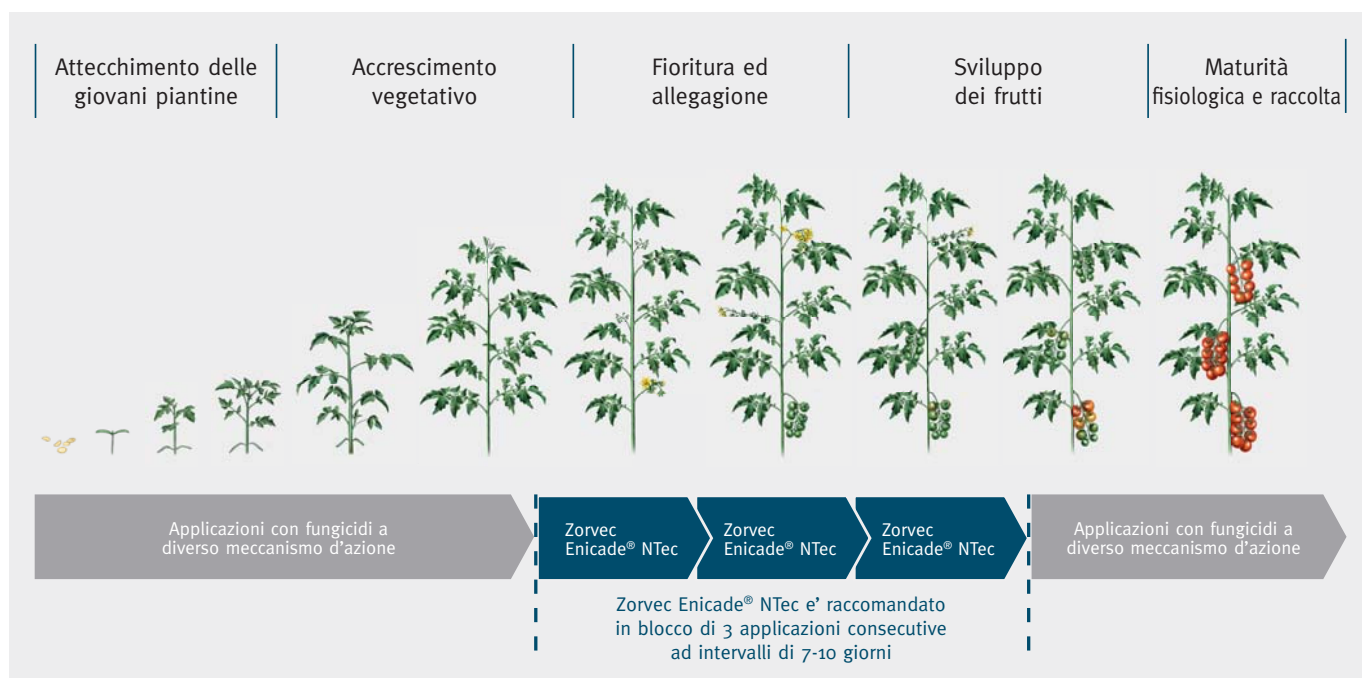 Attecchimento delle
giovani piantine
Accrescimento
vegetativo
Fioritura ed
allegagione
Sviluppo
dei frutti
Maturità
fisiologica e raccolta
Applicazioni con fungicidi a
diverso meccanismo d'azione
Zorvec
Enicade® NTec
Zorvec
Enicade® NTec
Zorvec
Enicade® NTec
Applicazioni con fungicidi a
diverso meccanismo d'azione
Zorvec Enicade® NTec e' raccomandato
in blocco di 3 applicazioni consecutive
ad intervalli di 7-10 giorni